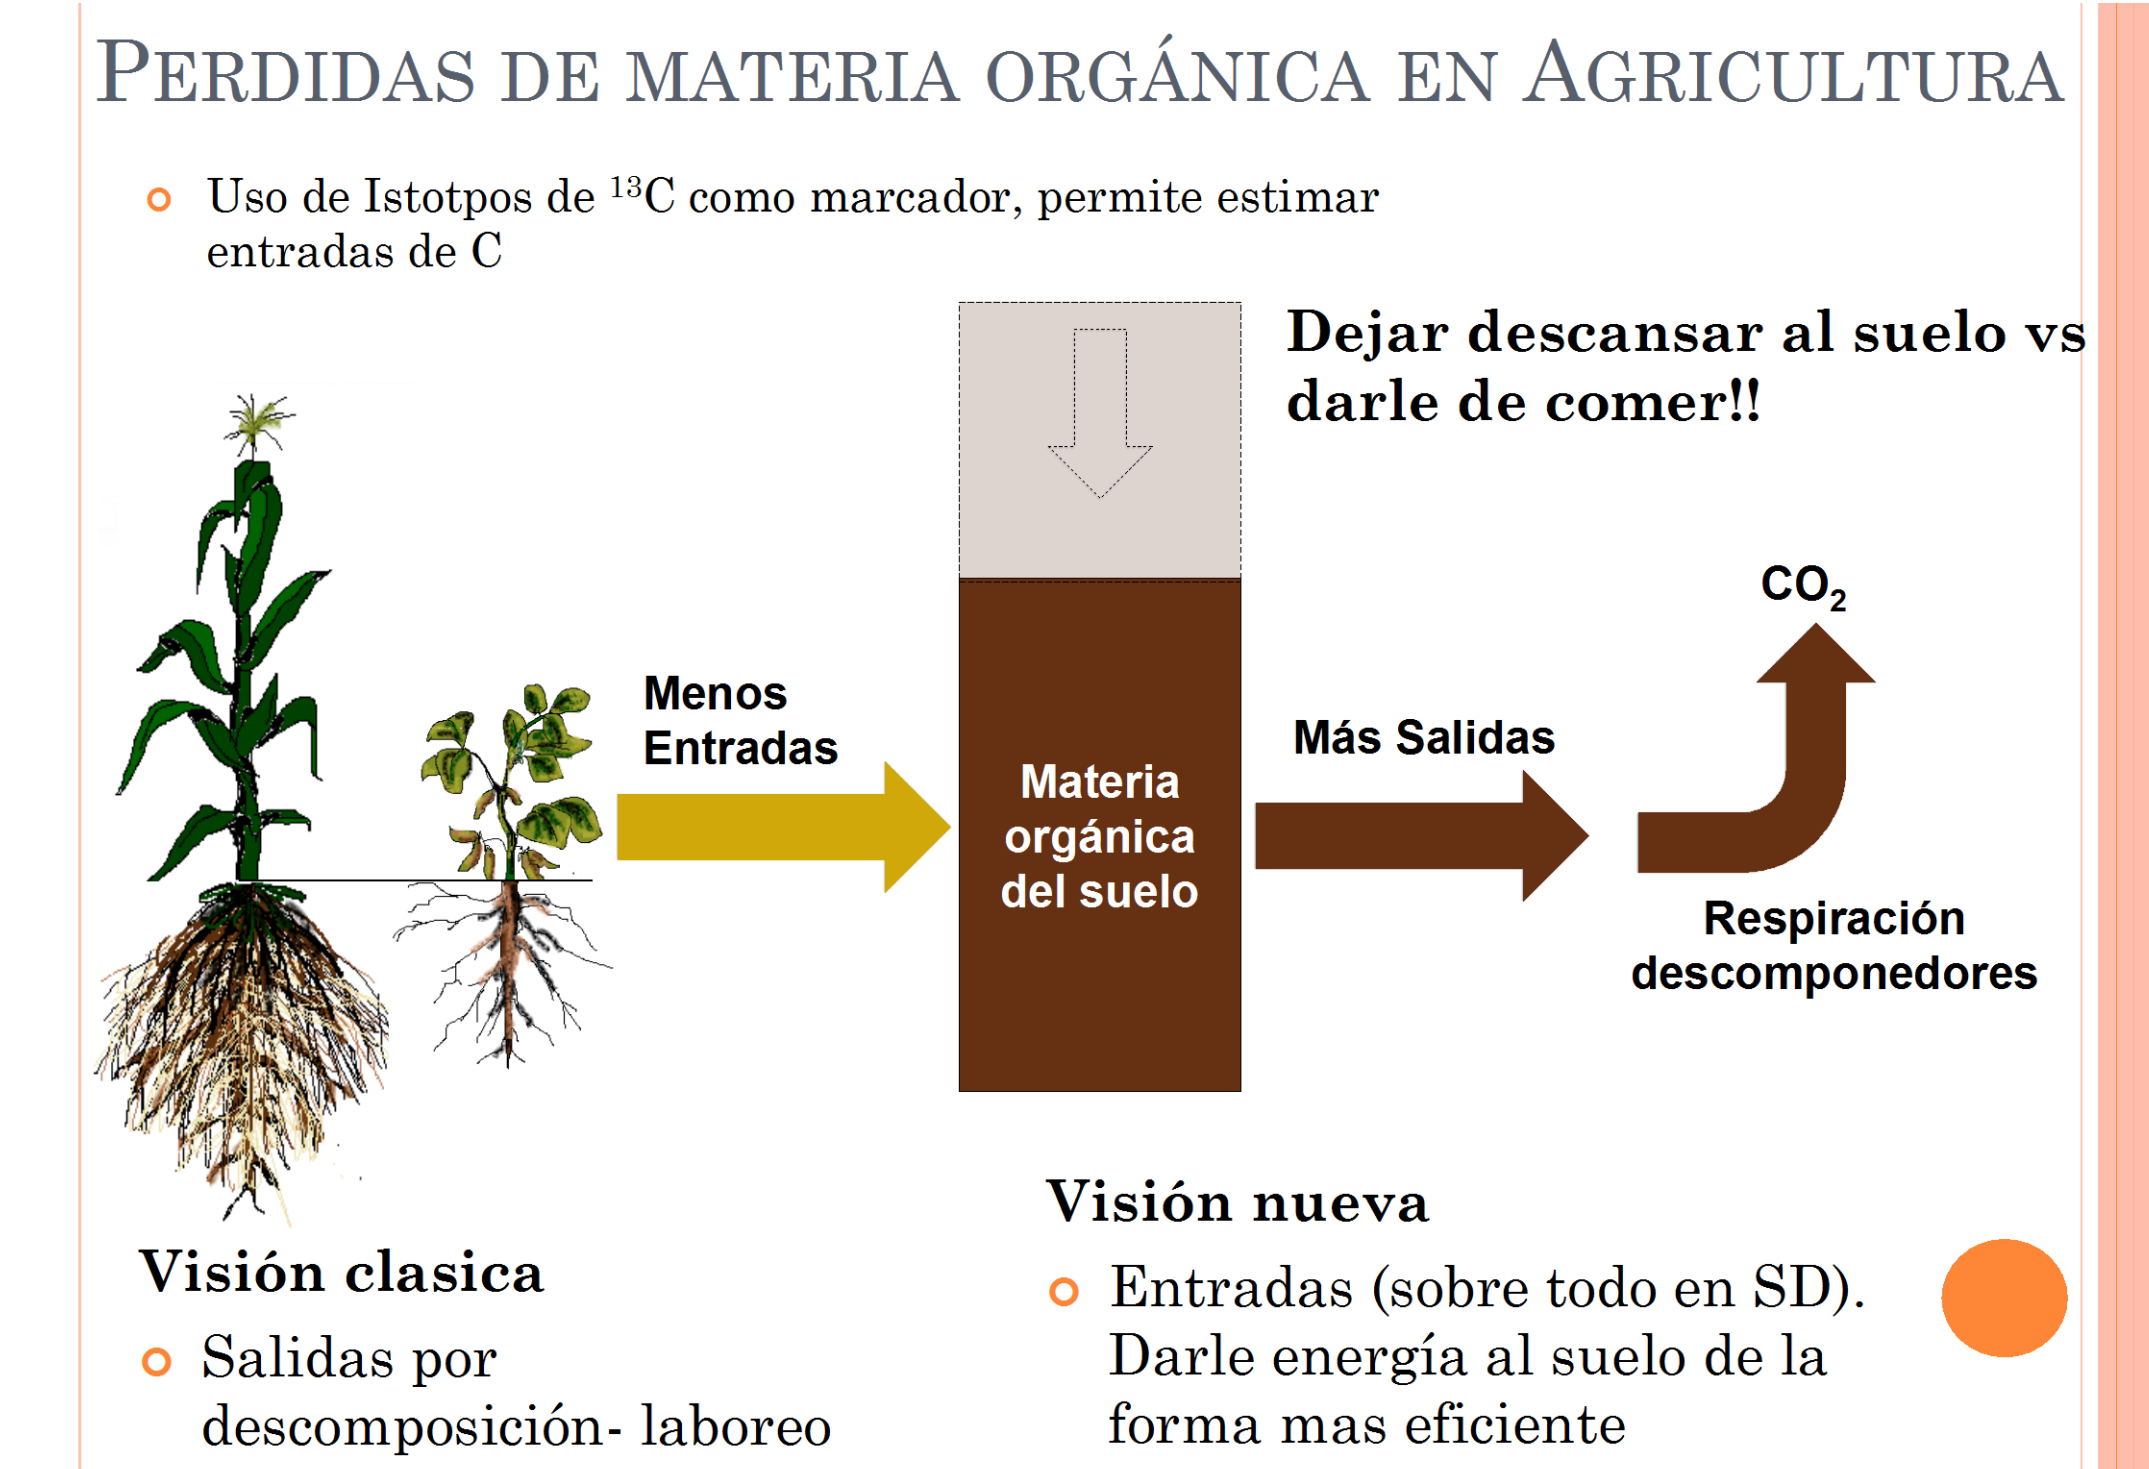 PERDIDAS DE MATERIA ORGÁNICA EN AGRICULTURA
Uso de Istotpos de ¹³C como marcador, permite estimar
entradas de C
Dejar descansar al suelo vs
darle de comer!!
CO₂
Menos
Entradas
Más Salidas
Materia
orgánica
del suelo
Respiración
descomponedores
Visión clasica
Salidas por
descomposición- laboreo
Visión nueva
Entradas (sobre todo en SD).
Darle energía al suelo de la
forma mas eficiente